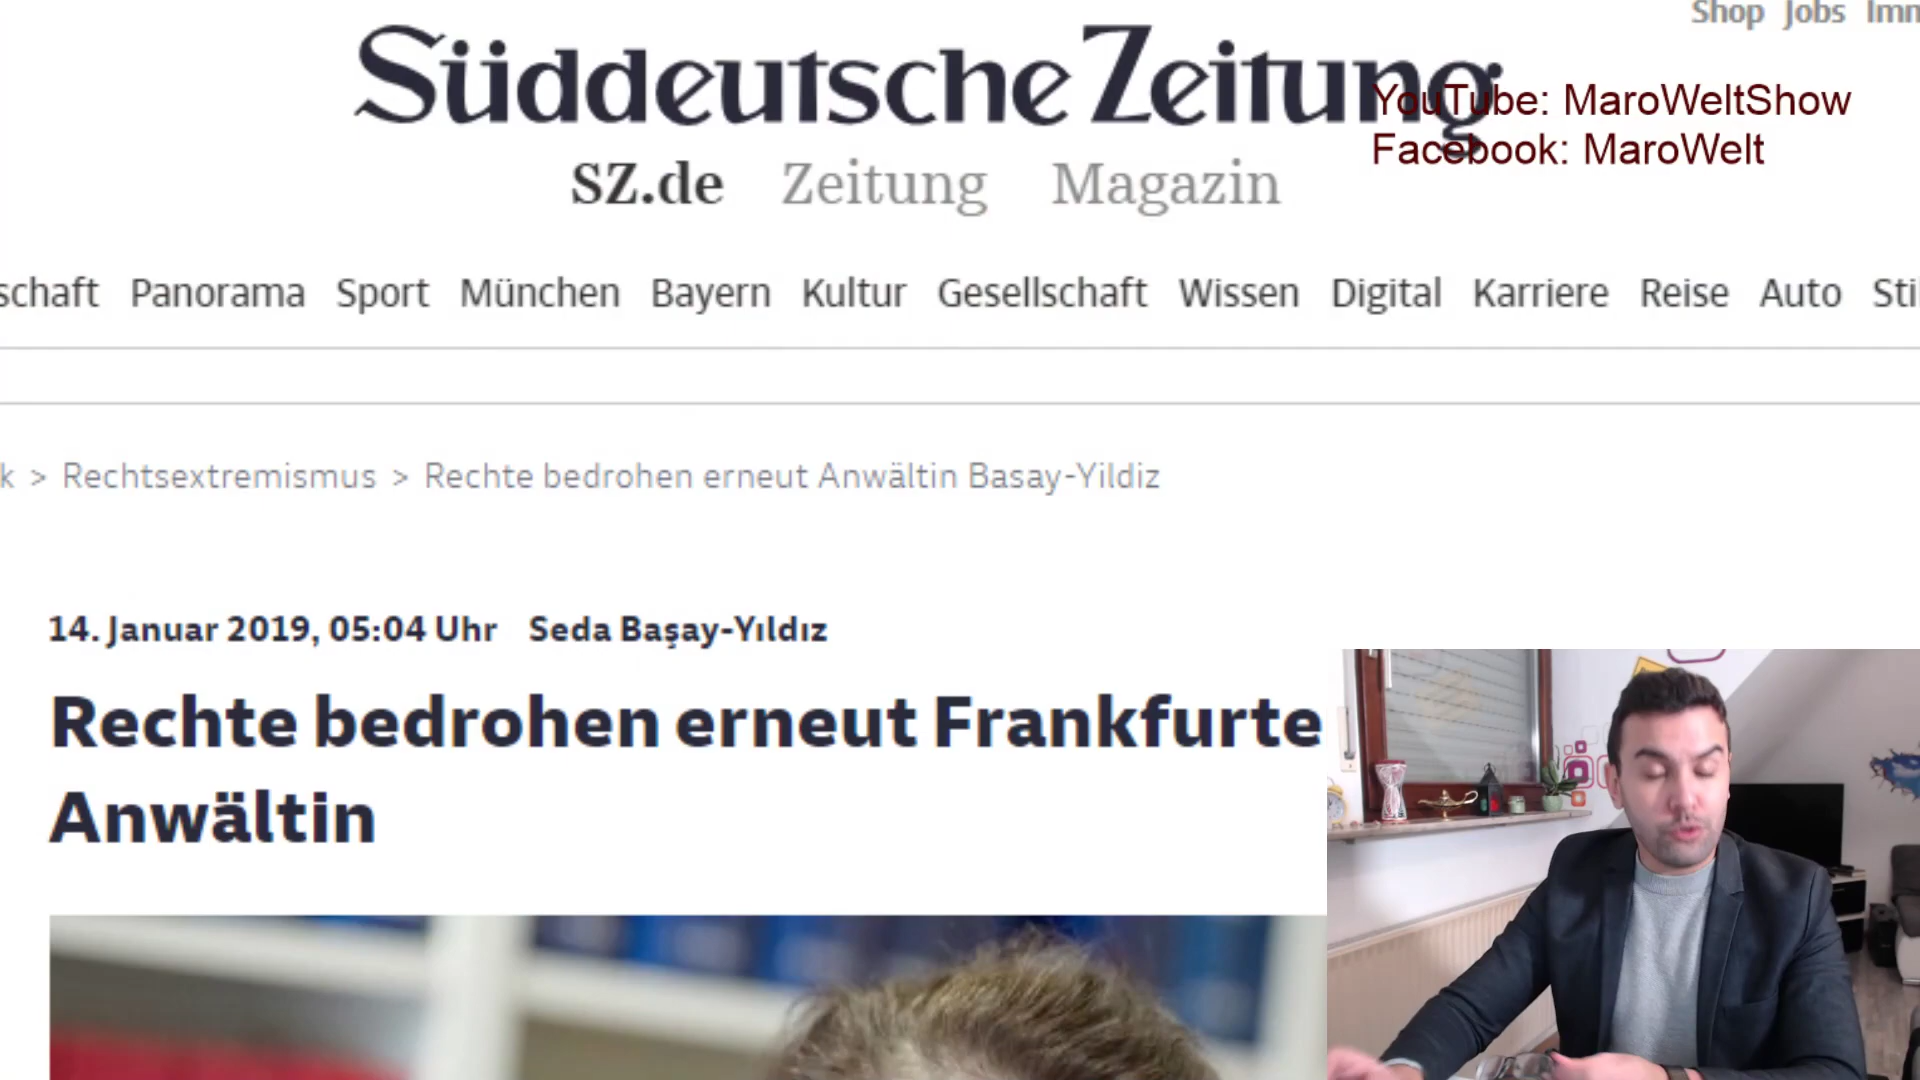 Shop Jobs
Süddeutsche Zeitung
YouTube: MaroWeltShow
Facebook: MaroWelt
SZ.de Zeitung Magazin
schaft Panorama Sport München Bayern Kultur Gesellschaft Wissen Digital Karriere Reise Auto Sti
k > Rechtsextremismus > Rechte bedrohen erneut Anwältin Basay-Yildiz
14. Januar 2019, 05:04 Uhr Seda Başay-Yıldız
Rechte bedrohen erneut Frankfurte
Anwältin